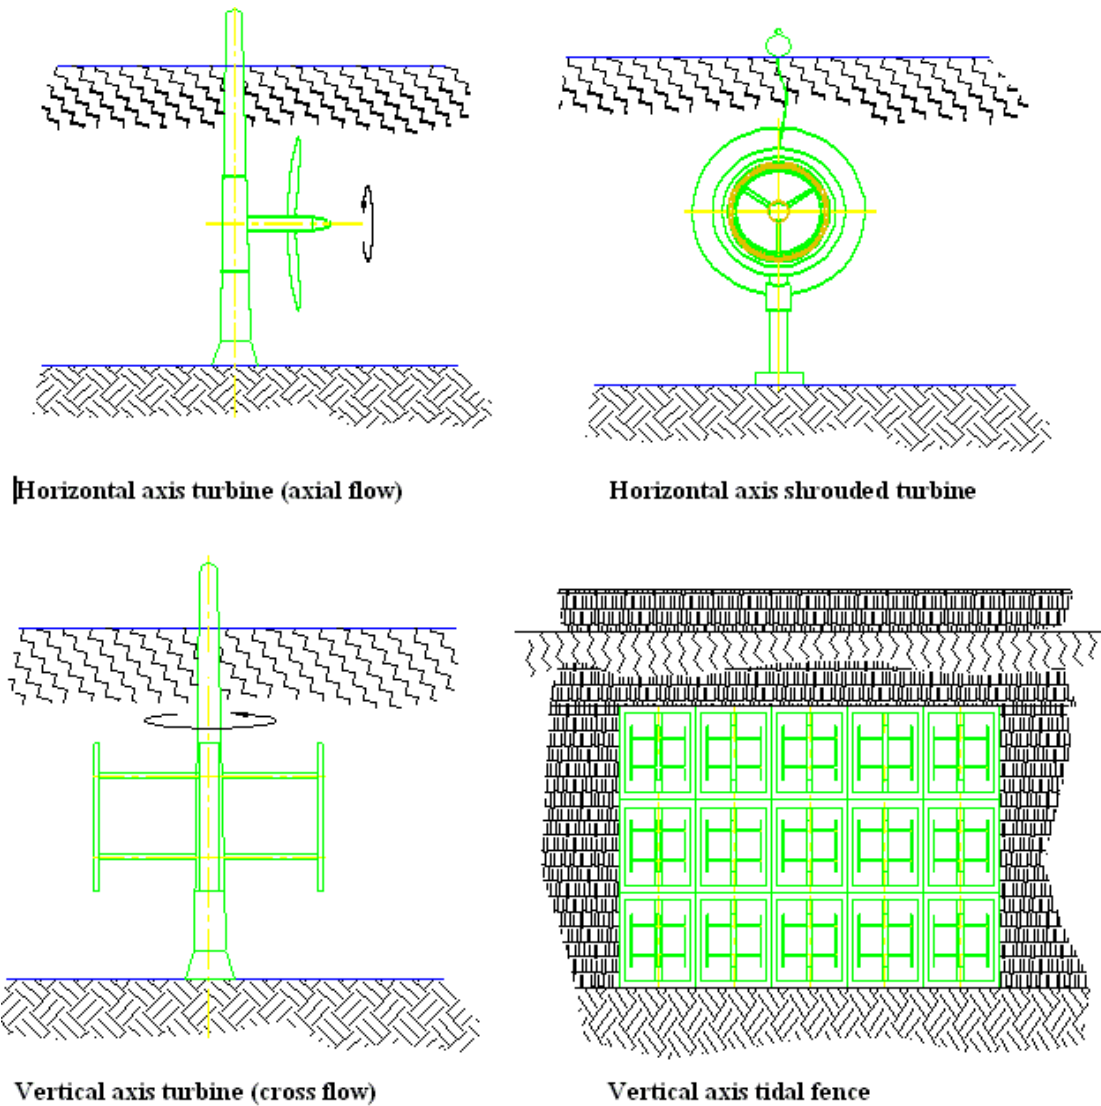 Horizontal axis turbine (axial flow)
Horizontal axis shrouded turbine
Vertical axis turbine (cross flow)
Vertical axis tidal fence